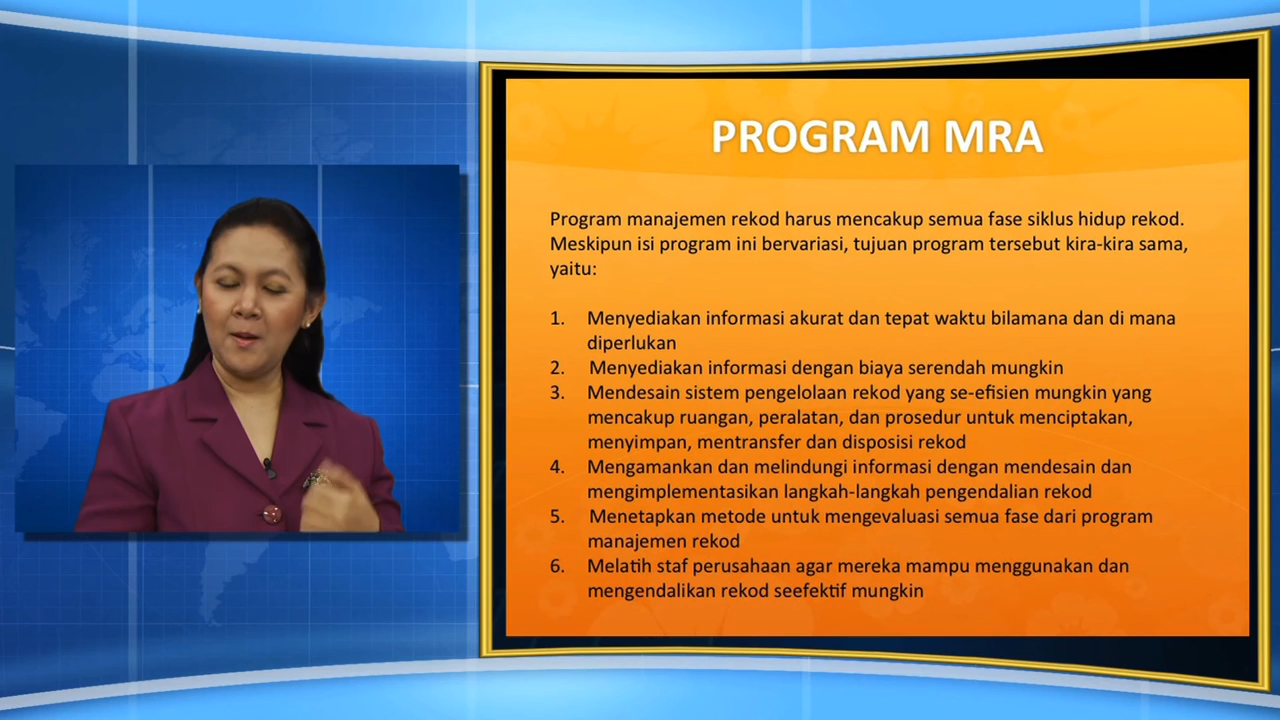 PROGRAM MRA
Program manajemen rekod harus mencakup semua fase siklus hidup rekod.
Meskipun isi program ini bervariasi, tujuan program tersebut kira-kira sama,
yaitu:
1. Menyediakan informasi akurat dan tepat waktu bilamana dan di mana
diperlukan
2. Menyediakan informasi dengan biaya serendah mungkin
3. Mendesain sistem pengelolaan rekod yang se-efisien mungkin yang
mencakup ruangan, peralatan, dan prosedur untuk menciptakan,
menyimpan, mentransfer dan disposisi rekod
4. Mengamankan dan melindungi informasi dengan mendesain dan
mengimplementasikan langkah-langkah pengendalian rekod
5. Menetapkan metode untuk mengevaluasi semua fase dari program
manajemen rekod
6. Melatih staf perusahaan agar mereka mampu menggunakan dan
mengendalikan rekod seefektif mungkin